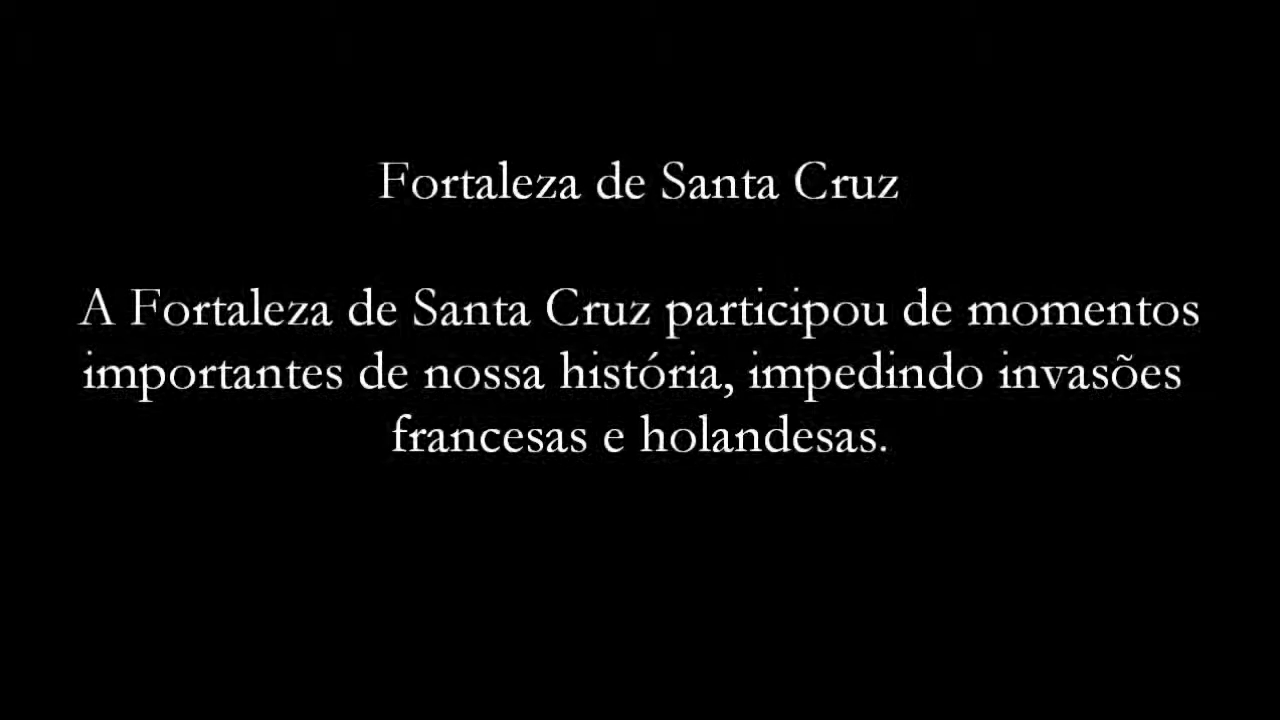 Fortaleza de Santa Cruz
A Fortaleza de Santa Cruz participou de momentos
importantes de nossa história, impedindo invasões
francesas e holandesas.